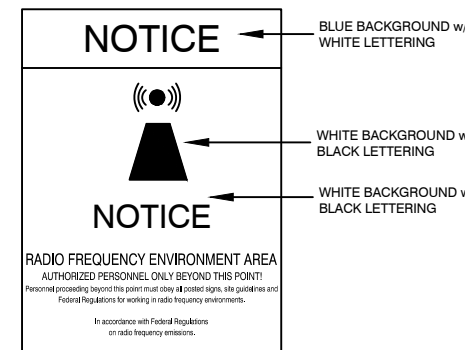 NOTICE
BLUE BACKGROUND w/
WHITE LETTERING
WHITE BACKGROUND w
BLACK LETTERING
NOTICE
WHITE BACKGROUND w
BLACK LETTERING
RADIO FREQUENCY ENVIRONMENT AREA
AUTHORIZED PERSONNEL ONLY BEYOND THIS POINT!
Personnel proceeding beyond this point must obey all posted signs, site guidelines and
Federal Regulations for working in radio frequency environments.
In accordance with Federal Regulations
on radio frequency emissions.